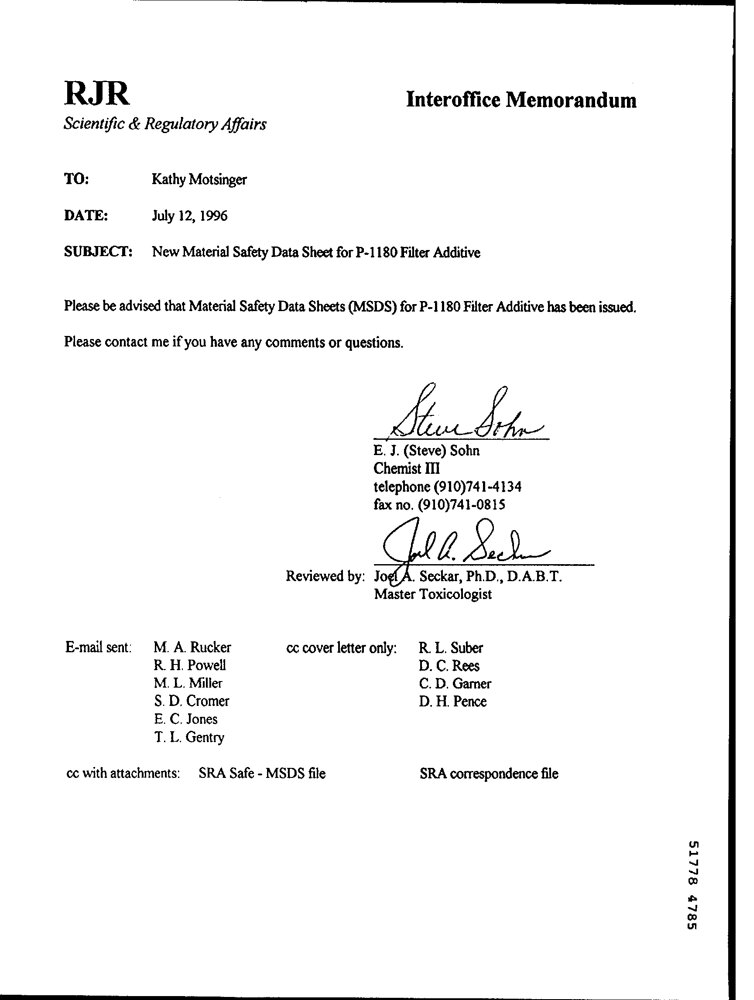 RJR
Interoffice Memorandum
Scientific & Regulatory Affairs
TO: Kathy Motsinger
DATE: July 12, 1996
SUBJECT: New Material Safety Data Sheet for P-1180 Filter Additive
Please be advised that Material Safety Data Sheets (MSDS) for P-1180 Filter Additive has been issued.
Please contact me if you have any comments or questions.
Steve Sohn
E. J. (Steve) Sohn
Chemist III
telephone (910)741-4134
fax no. (910)741-0815
Joel A. Seckar
Reviewed by: Joel A. Seckar, Ph.D., D.A.B.T.
Master Toxicologist
E-mail sent: M. A. Rucker cc cover letter only: R. L. Suber
R. H. Powell D. C. Rees
M. L. Miller C. D. Garner
S. D. Cromer D. H. Pence
E. C. Jones
T. L. Gentry
cc with attachments: SRA Safe - MSDS file SRA correspondence file
51778 4785